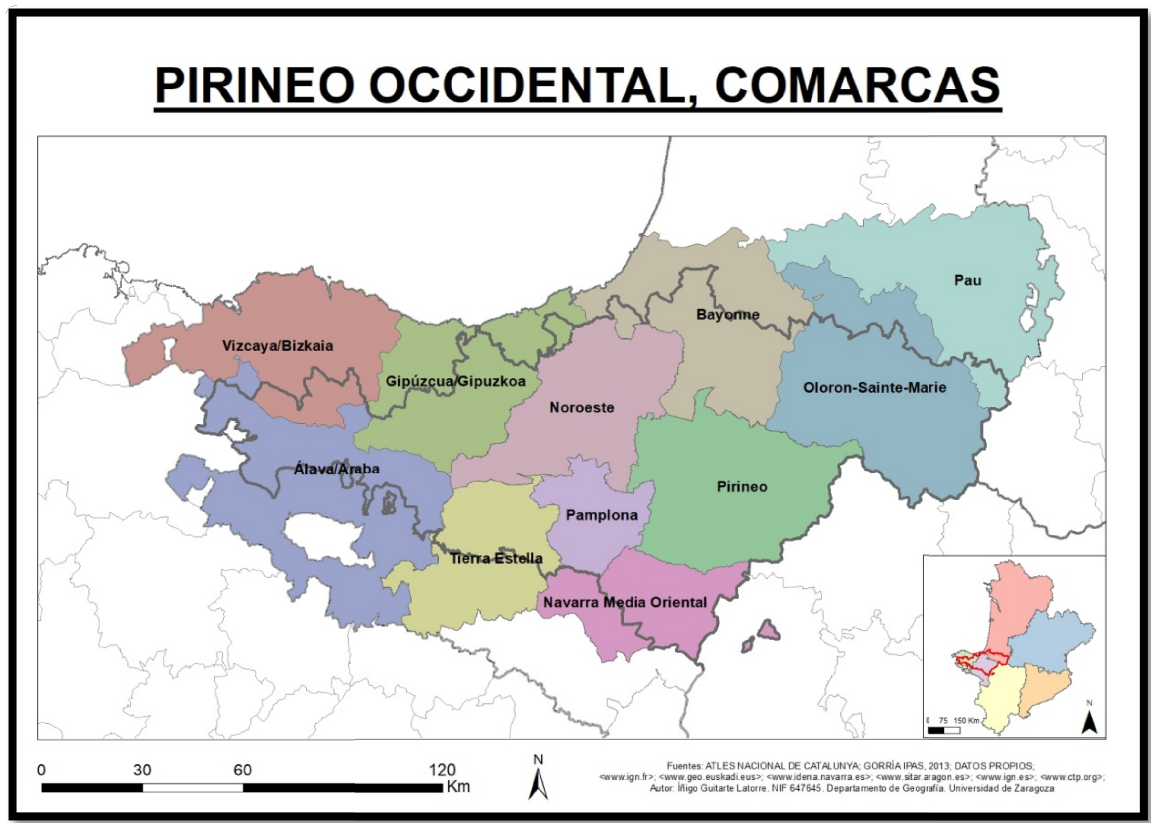 PIRINEO OCCIDENTAL, COMARCAS
Pau
Bayonne
Vizcaya/Bizkaia
Gipúzcua/Gipuzkoa
Oloron-Sainte-Marie
Noroeste
Álava/Araba
Pirineo
Pamplona
Tierra Estella
Navarra Media Oriental
N
0 75 150 Km
0 30 60 120
Km
N
Fuentes: ATLES NACIONAL DE CATALUNYA; GORRÍA IPAS, 2013; DATOS PROPIOS;
<www.ign.fr>; <www.geo.euskadi.eus>; <www.idena.navarra.es>; <www.sitar.aragon.es>; <www.ign.es>; <www.ctp.org>;
Autor: Íñigo Guitarte Latorre. NIF 647645. Departamento de Geografía. Universidad de Zaragoza